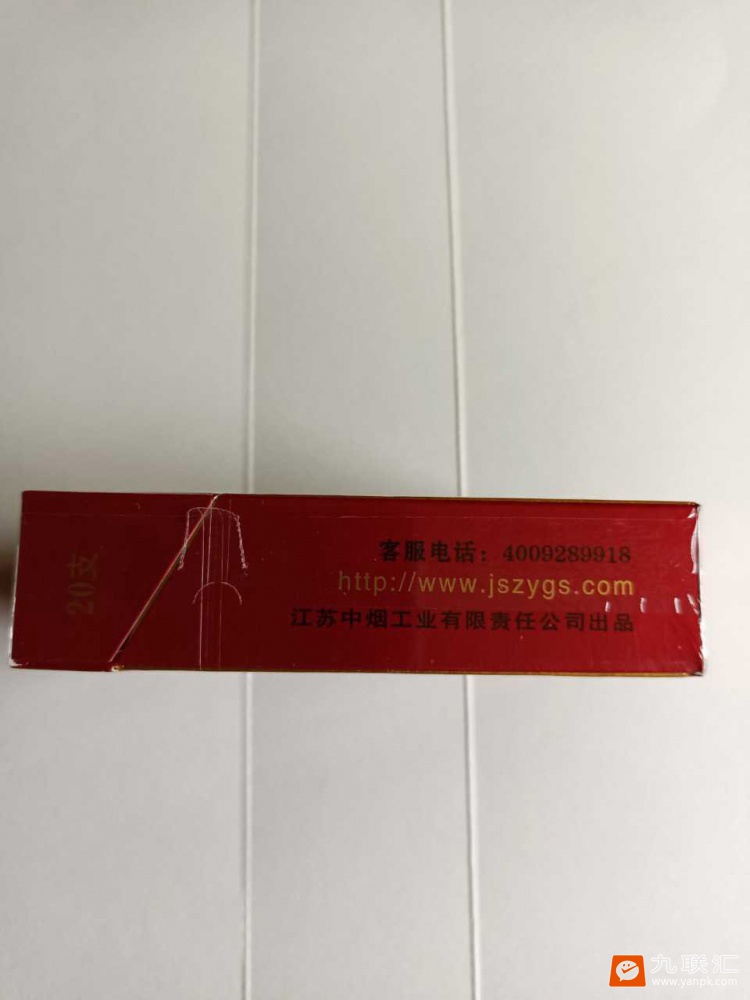 20支
客服电话：4009289918
http://www.jszygs.com
江苏中烟工业有限责任公司出品
九联汇
www.yanpk.com